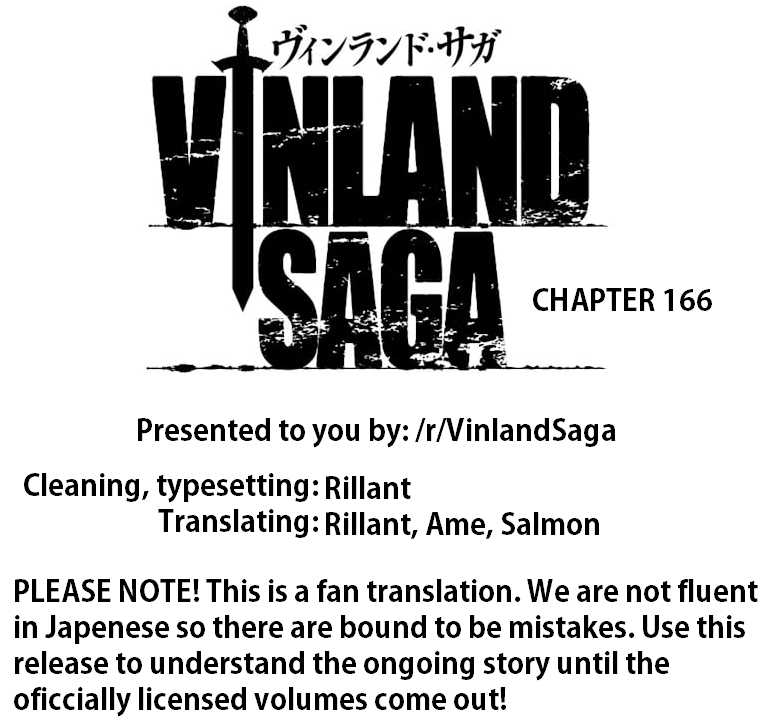 ヴィンランド・サガ
VINLAND
SAGA
CHAPTER 166
Presented to you by: /r/VinlandSaga
Cleaning, typesetting: Rillant
Translating: Rillant, Ame, Salmon
PLEASE NOTE! This is a fan translation. We are not fluent
in Japenese so there are bound to be mistakes. Use this
release to understand the ongoing story until the
oficcially licensed volumes come out!